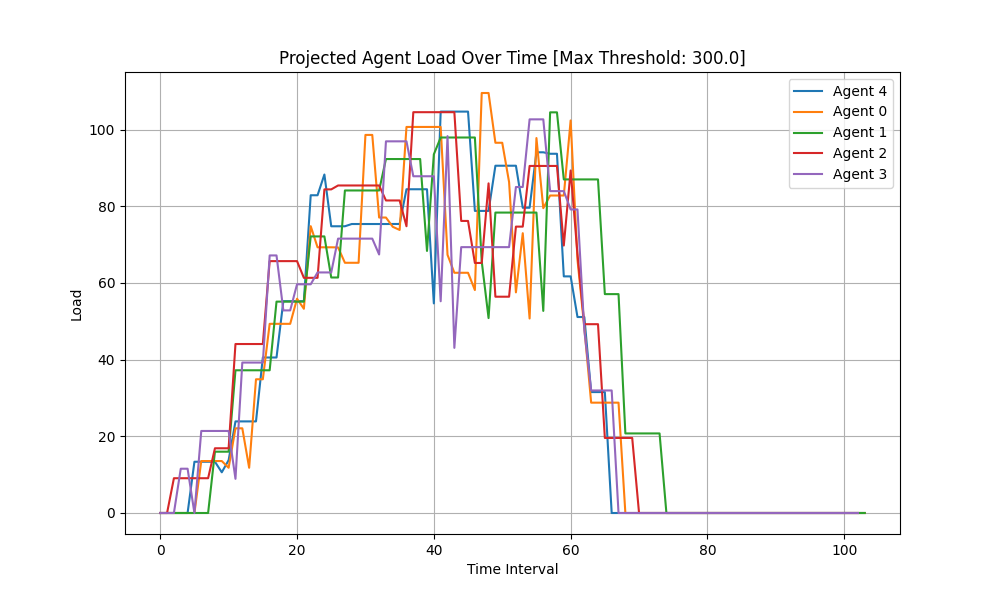 Projected Agent Load Over Time [Max Threshold: 300.0]
Load
100
80
60
40
20
0
Agent 4
Agent 0
Agent 1
Agent 2
Agent 3
0 20 40 60 80 100
Time Interval